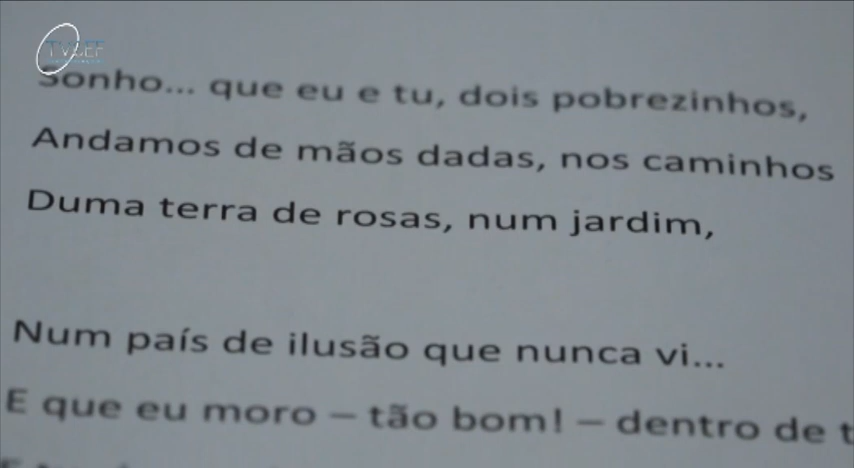 Sonho... que eu e tu, dois pobrezinhos,
Andamos de mãos dadas, nos caminhos
Duma terra de rosas, num jardim,
Num país de ilusão que nunca vi...
E que eu moro – tão bom! – dentro de